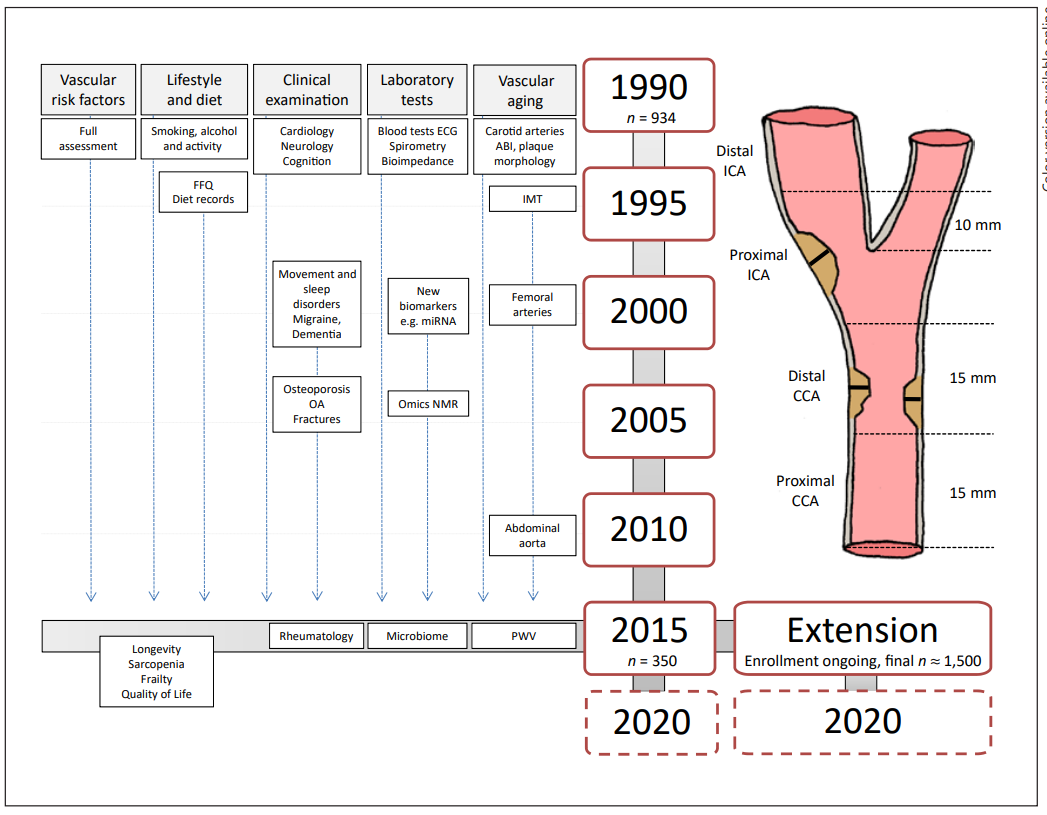 Vascular
risk factors
Lifestyle
and diet
Clinical
examination
Laboratory
tests
Vascular
aging
Full
assessment
Smoking, alcohol
and activity
Cardiology
Neurology
Cognition
Blood tests ECG
Spirometry
Bioimpedance
Carotid arteries
ABI, plaque
morphology
FFQ
Diet records
IMT
Movement and
sleep
disorders
Migraine,
Dementia
New
biomarkers
e.g. miRNA
Femoral
arteries
Osteoporosis
OA
Fractures
Omics NMR
Abdominal
aorta
Rheumatology
Microbiome
PWV
Longevity
Sarcopenia
Frailty
Quality of Life
1990
n = 934
1995
2000
2005
2010
2015
n = 350
2020
Extension
Enrollment ongoing, final n ≈ 1,500
2020
Distal
ICA
10 mm
Proximal
ICA
Distal
CCA
15 mm
Proximal
CCA
15 mm
Color version available online